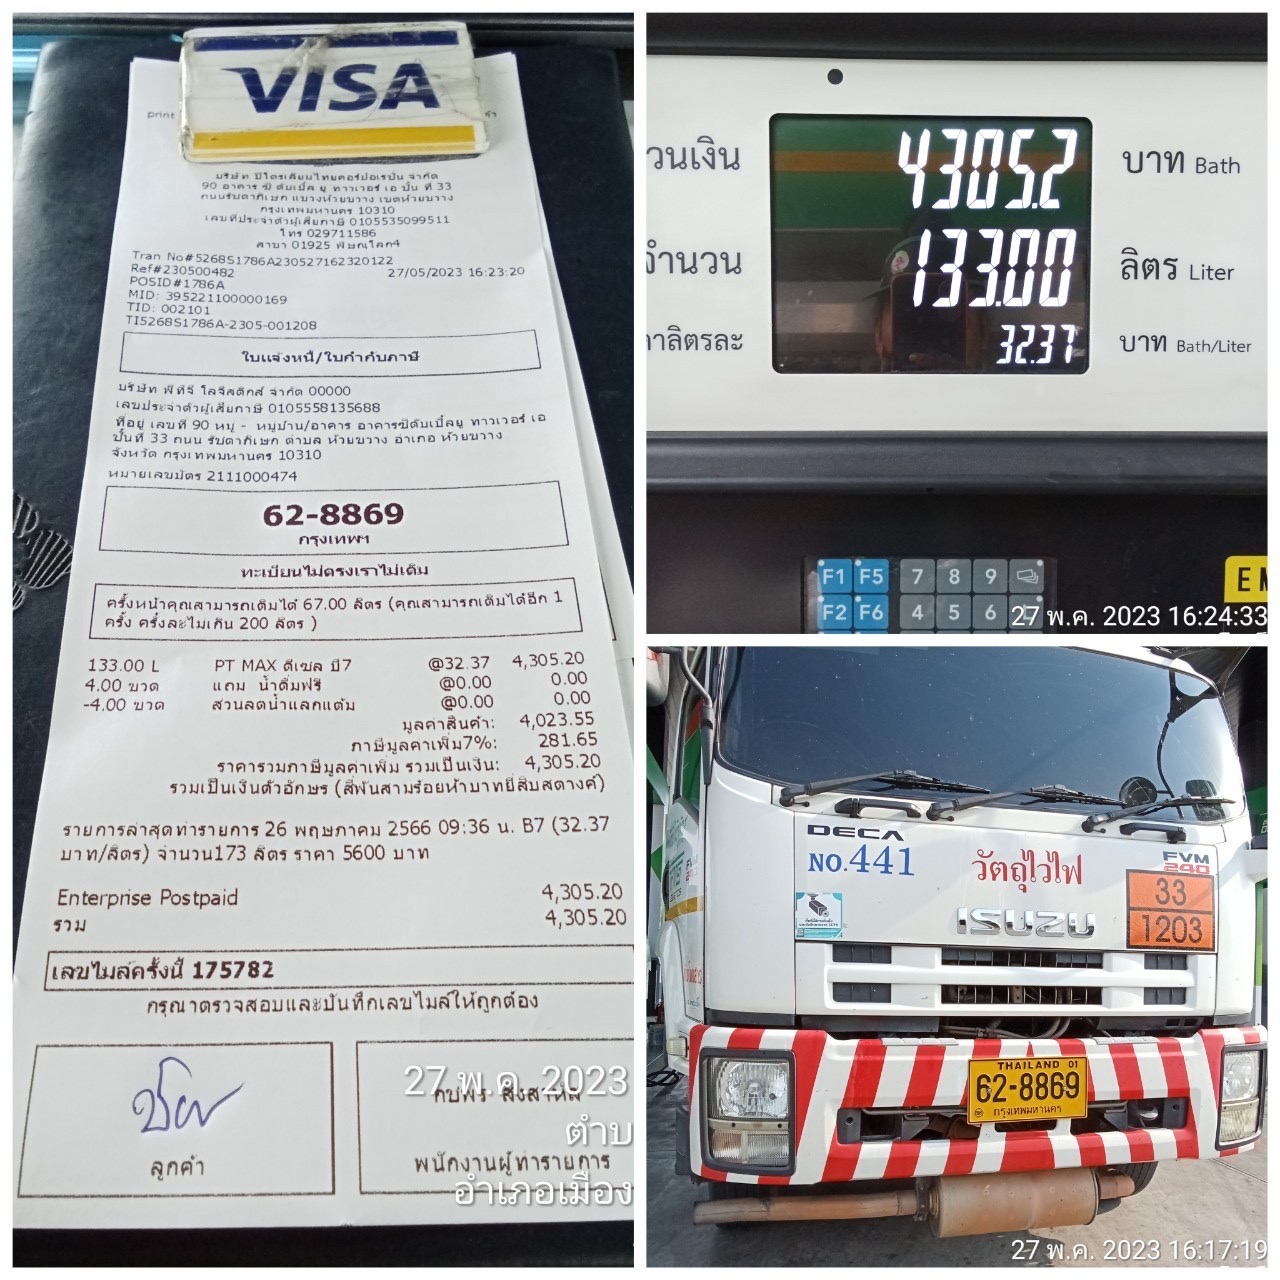 VISA
print
บริษัท ปิโตรเลียมไทยคอร์ปอเรชั่น จำกัด
90 อาคาร ซี ดับเบิ้ล ยู ทาวเวอร์ เอ ชั้น ที่ 33
ถนนรัชดาภิเษก แขวงห้วยขวาง เขตห้วยขวาง
กรุงเทพมหานคร 10310
เลขที่ประจำตัวผู้เสียภาษี 0105535099511
โทร 029711586
สาขา 01925 พิษณุโลก4
Tran No#5268S1786A230527162320122
Ref#230500482 27/05/2023 16:23:20
POSID#1786A
MID: 395221100000169
TID: 002101
TI5268S1786A-2305-001208
ใบแจ้งหนี้/ใบกำกับภาษี
บริษัท พีทีจี โลจิสติกส์ จำกัด 00000
เลขประจำตัวผู้เสียภาษี 0105558135688
ที่อยู่ เลขที่ 90 หมู่ - หมู่บ้าน/อาคาร อาคารซีดับเบิ้ลยู ทาวเวอร์ เอ
ชั้นที่ 33 ถนน รัชดาภิเษก ตำบล ห้วยขวาง อำเภอ ห้วยขวาง
จังหวัด กรุงเทพมหานคร 10310
หมายเลขบัตร 2111000474
62-8869
กรุงเทพฯ
ทะเบียนไม่ตรงเราไม่เติม
ครั้งหน้าคุณสามารถเติมได้ 67.00 ลิตร (คุณสามารถเติมได้อีก 1
ครั้ง ครั้งละไม่เกิน 200 ลิตร )
133.00 L PT MAX ดีเซล บี7 @32.37 4,305.20
4.00 ขวด แถม น้ำดื่มฟรี @0.00 0.00
-4.00 ขวด ส่วนลดน้ำแลกแต้ม @0.00 0.00
มูลค่าสินค้า: 4,023.55
ภาษีมูลค่าเพิ่ม7%: 281.65
ราคารวมภาษีมูลค่าเพิ่ม รวมเป็นเงิน: 4,305.20
รวมเป็นเงินตัวอักษร (สี่พันสามร้อยห้าบาทยี่สิบสตางค์)
รายการล่าสุดทำรายการ 26 พฤษภาคม 2566 09:36 น. B7 (32.37
บาท/ลิตร) จำนวน173 ลิตร ราคา 5600 บาท
Enterprise Postpaid 4,305.20
รวม 4,305.20
เลขไมล์ครั้งนี้ 175782
กรุณาตรวจสอบและบันทึกเลขไมล์ให้ถูกต้อง
ลูกค้า
พนักงานผู้ทำรายการ
27 พ.ค. 2023
ตำบ
อำเภอเมือง
วนเงิน 4305.2 บาท Bath
จำนวน 133.00 ลิตร Liter
าลิตรละ 32.37 บาท Bath/Liter
F1 F5 7 8 9
F2 F6 4 5 6
EM
27 พ.ค. 2023 16:24:33
DECA
NO.441
วัตถุไวไฟ
FVM
240
ISUZU
33
1203
THAILAND 01
62-8869
กรุงเทพมหานคร
27 พ.ค. 2023 16:17:19